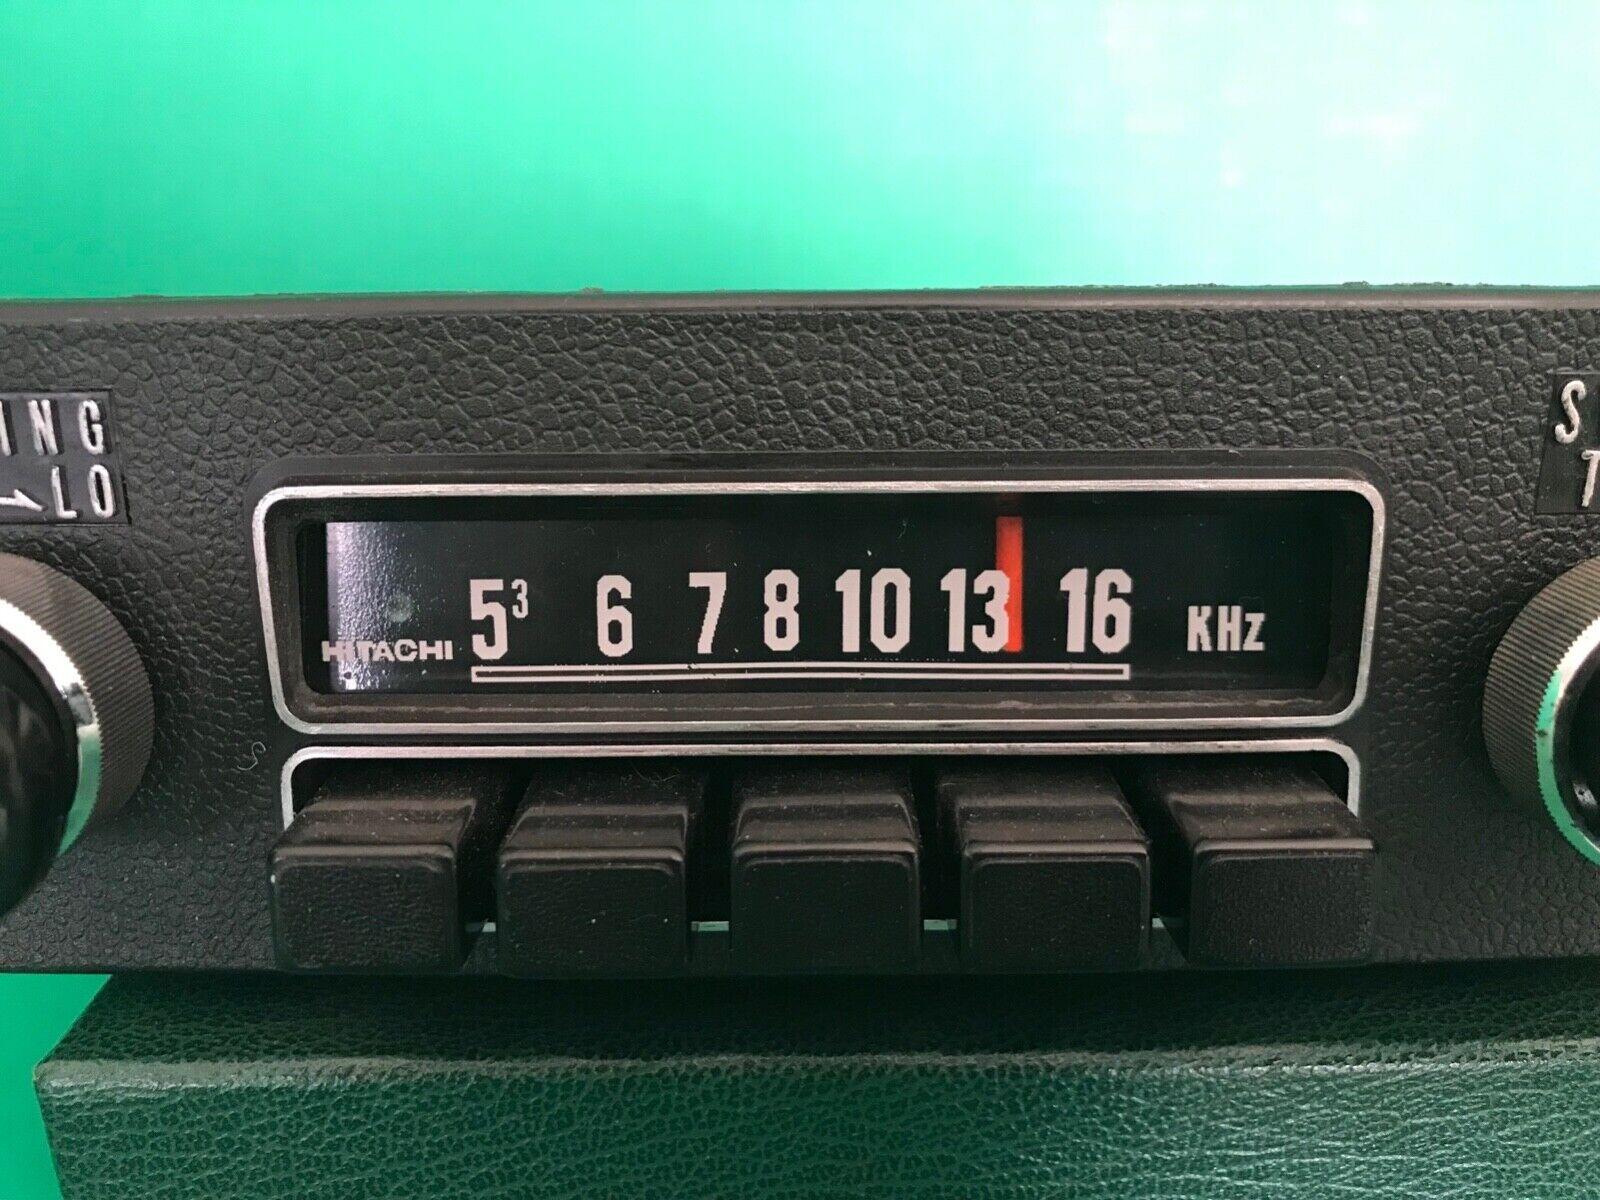 ING
LO
S
T
5³ 6 7 8 10 13 16 KHz
HITACHI